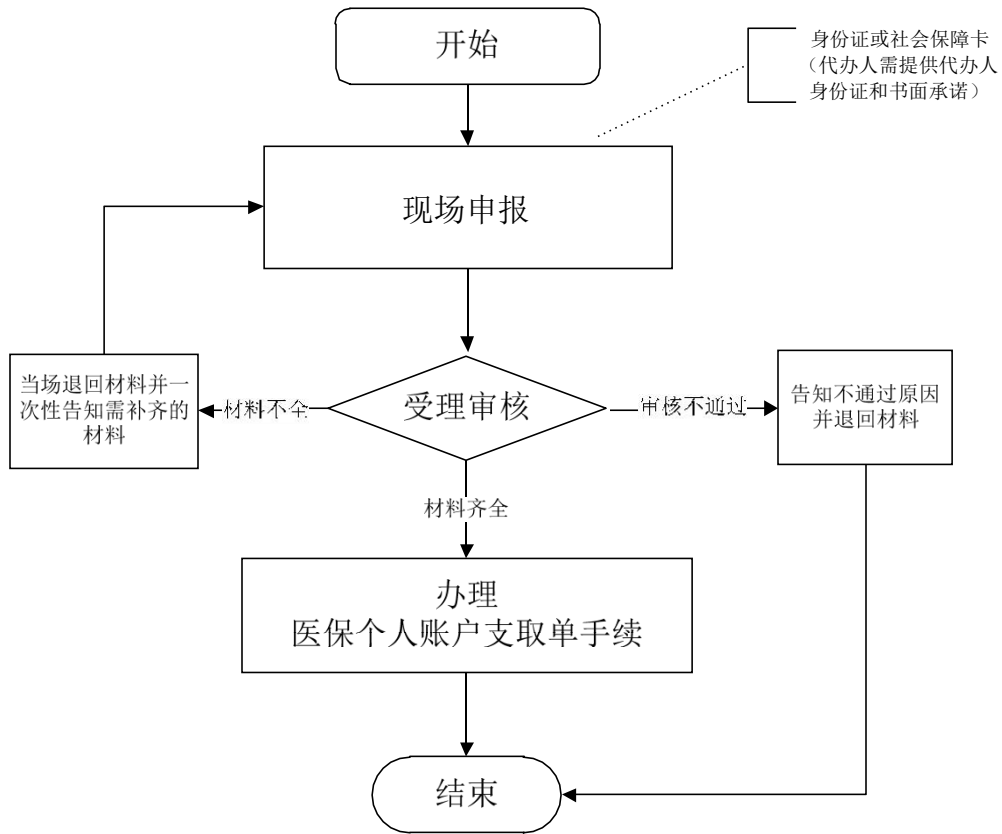 开始
身份证或社会保障卡
（代办人需提供代办人
身份证和书面承诺）
现场申报
当场退回材料并一
次性告知需补齐的
材料
材料不全
受理审核
审核不通过
告知不通过原因
并退回材料
材料齐全
办理
医保个人账户支取单手续
结束